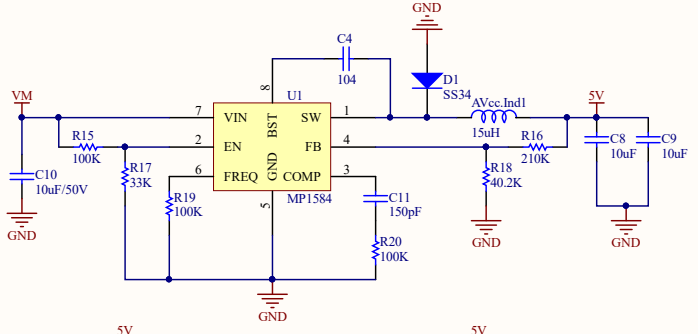 GND
C4
104
D1
SS34
VM
U1
8
7
VIN
BST
SW
1
AVcc.Ind1
15uH
5V
R15
100K
2
EN
FB
4
R16
210K
C8
10uF
C9
10uF
R17
33K
6
FREQ
GND
COMP
3
R18
40.2K
C10
10uF/50V
R19
100K
5
MP1584
C11
150pF
GND
GND
GND
R20
100K
GND
5V
5V